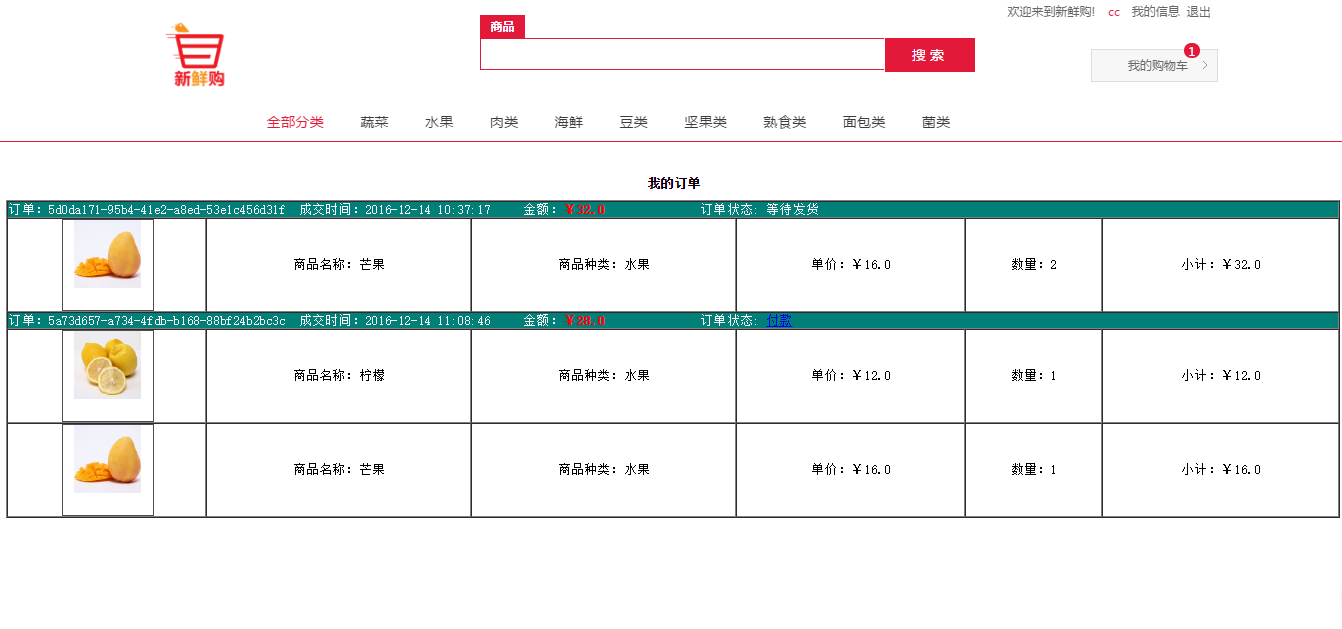 欢迎来到新鲜购! cc 我的信息 退出
新鲜购
商品
搜 索
我的购物车 1
全部分类 蔬菜 水果 肉类 海鲜 豆类 坚果类 熟食类 面包类 菌类
我的订单
订单：5d0da171-95b4-41e2-a8ed-53e1c456d31f 成交时间：2016-12-14 10:37:17 金额：￥32.0 订单状态: 等待发货
商品名称：芒果 商品种类：水果 单价：￥16.0 数量：2 小计：￥32.0
订单：5a73d657-a734-4fdb-b168-88bf24b2bc3c 成交时间：2016-12-14 11:08:46 金额：￥28.0 订单状态: 付款
商品名称：柠檬 商品种类：水果 单价：￥12.0 数量：1 小计：￥12.0
商品名称：芒果 商品种类：水果 单价：￥16.0 数量：1 小计：￥16.0